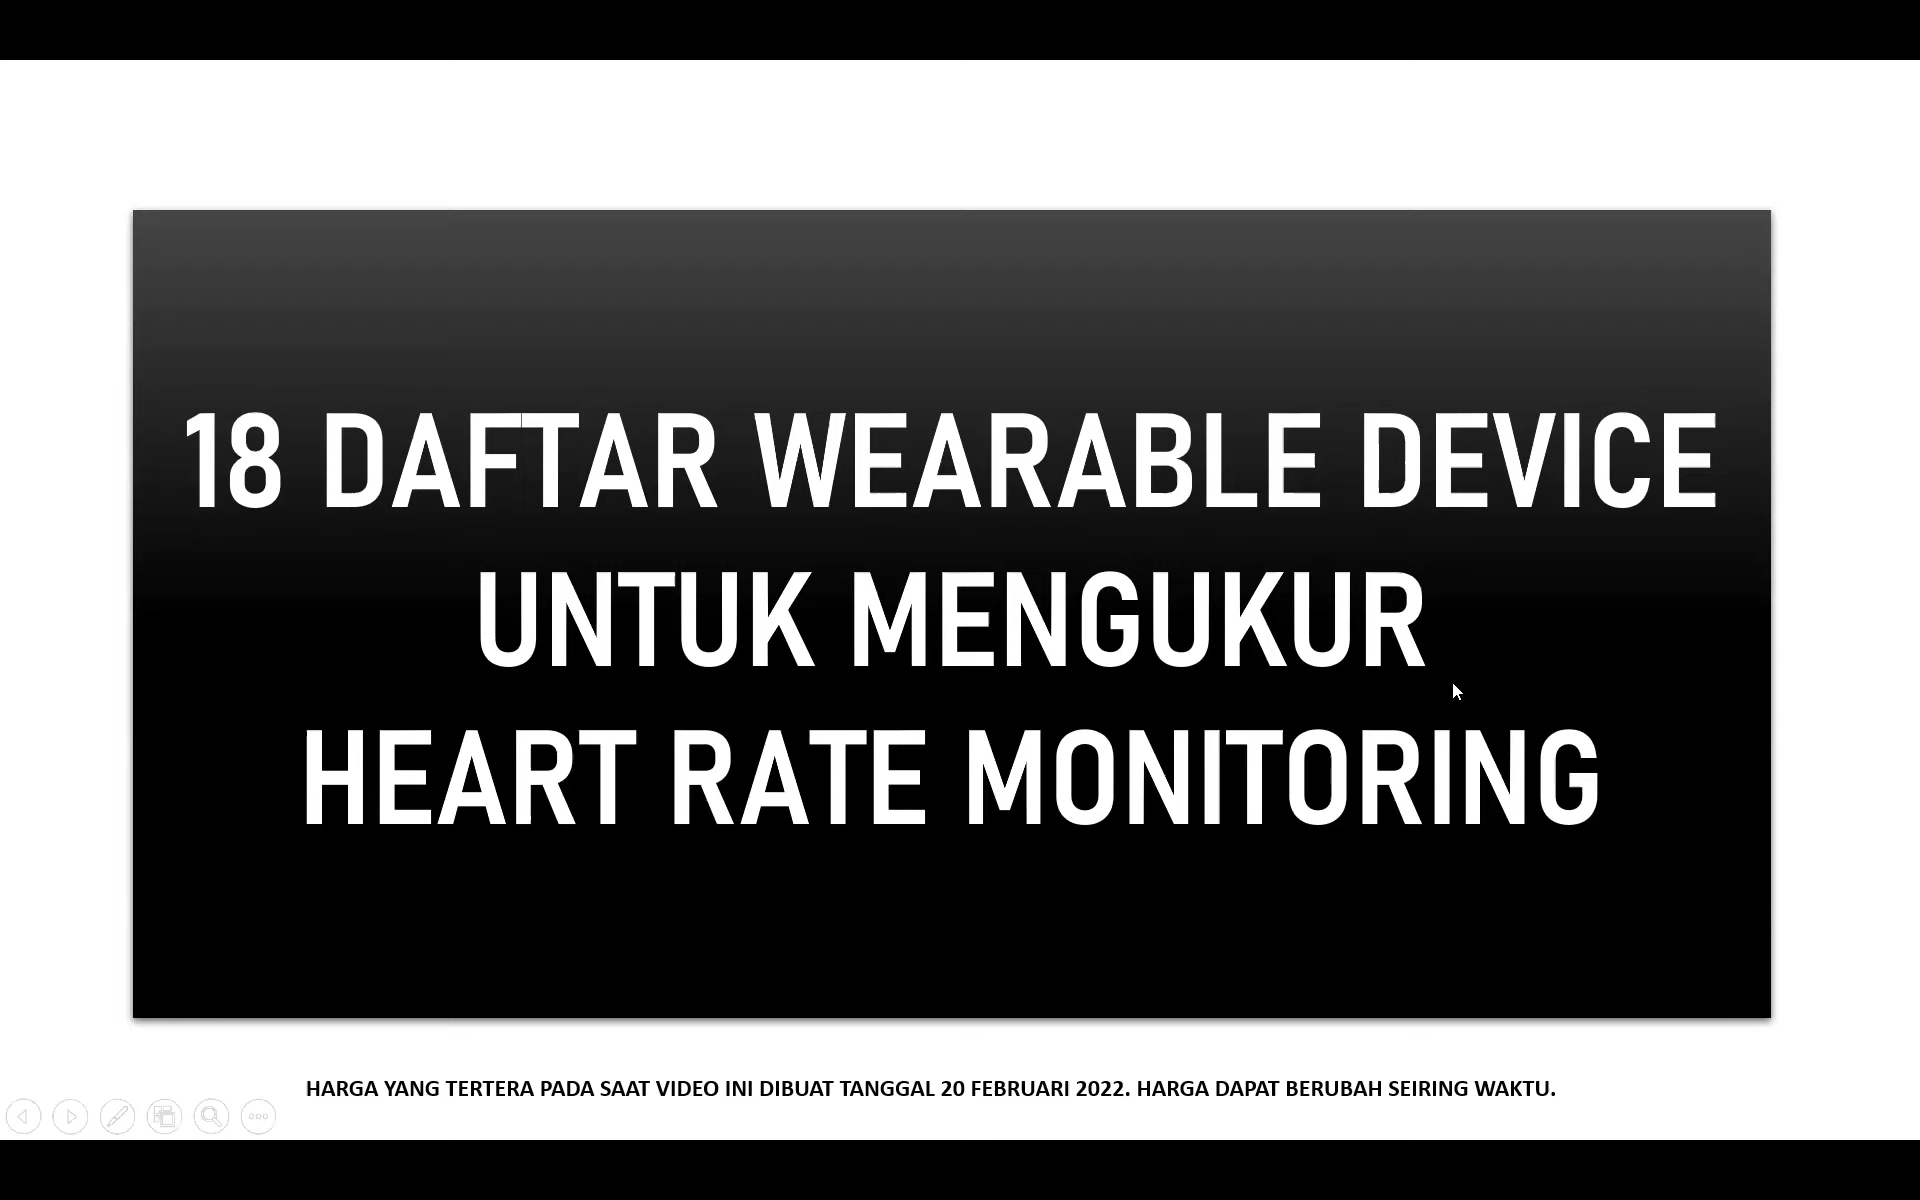 18 DAFTAR WEARABLE DEVICE
UNTUK MENGUKUR
HEART RATE MONITORING
HARGA YANG TERTERA PADA SAAT VIDEO INI DIBUAT TANGGAL 20 FEBRUARI 2022. HARGA DAPAT BERUBAH SEIRING WAKTU.